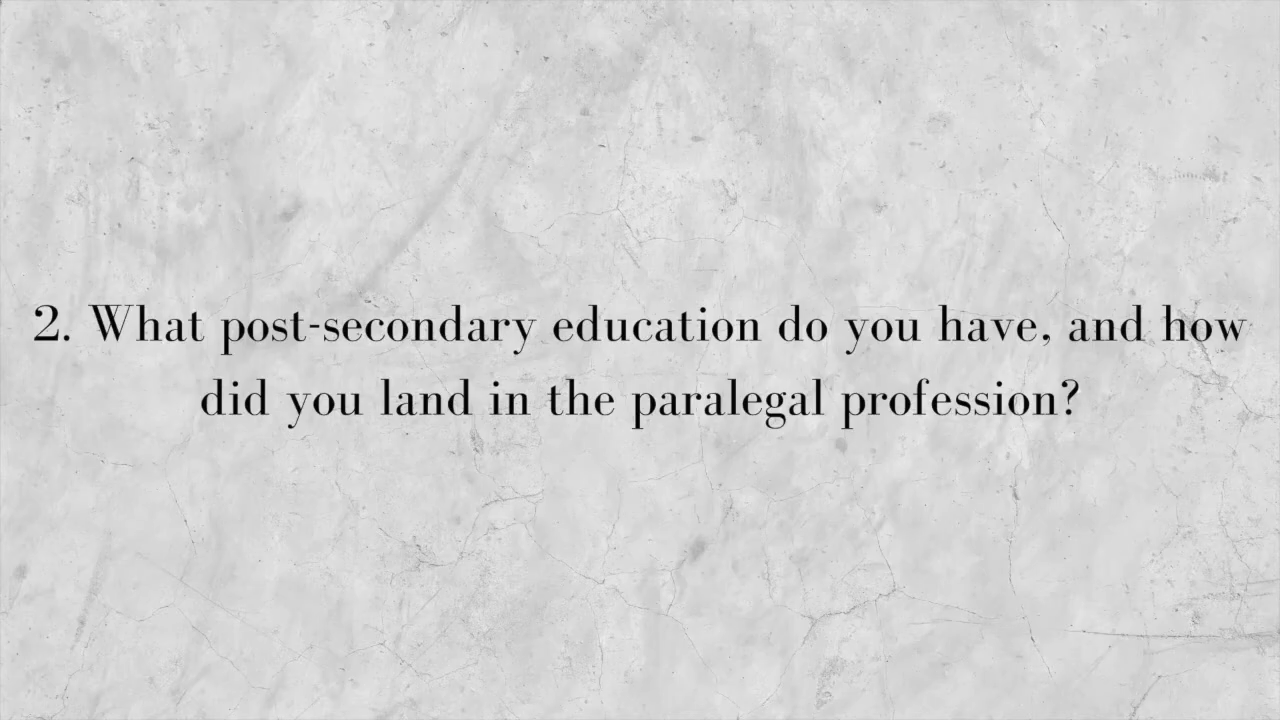 2. What post-secondary education do you have, and how
did you land in the paralegal profession?